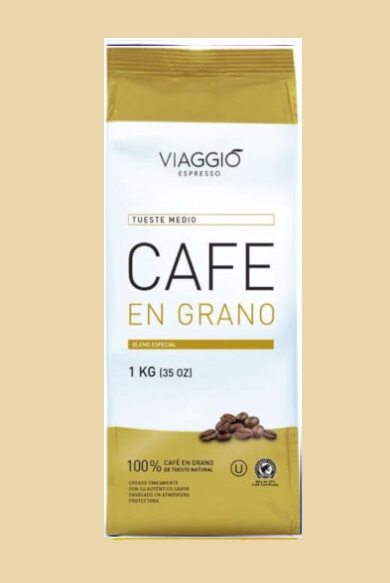 VIAGGIÓ
ESPRESSO
TUESTE MEDIO
CAFE
EN GRANO
BLEND ESPECIAL
1 KG (35 OZ)
100% CAFÉ EN GRANO
DE TUESTE NATURAL
CREADO ÚNICAMENTE
CON SU AUTÉNTICO SABOR
ENVASADO EN ATMÓSFERA
PROTECTORA
U